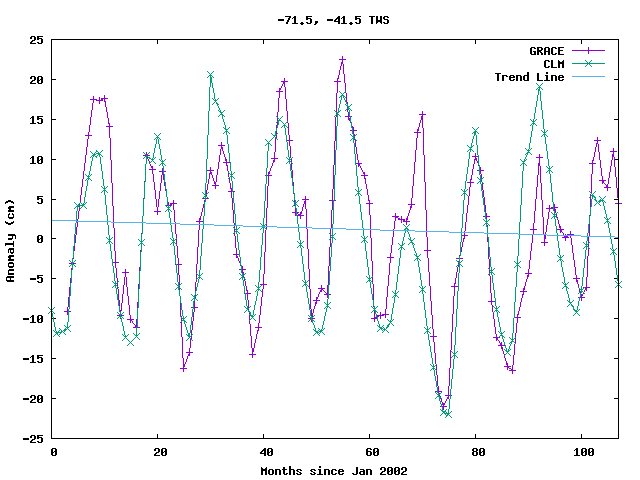 -71.5, -41.5 TWS
GRACE
CLM
Trend Line
25
20
15
10
5
0
-5
-10
-15
-20
-25
Anomaly (cm)
0 20 40 60 80 100
Months since Jan 2002